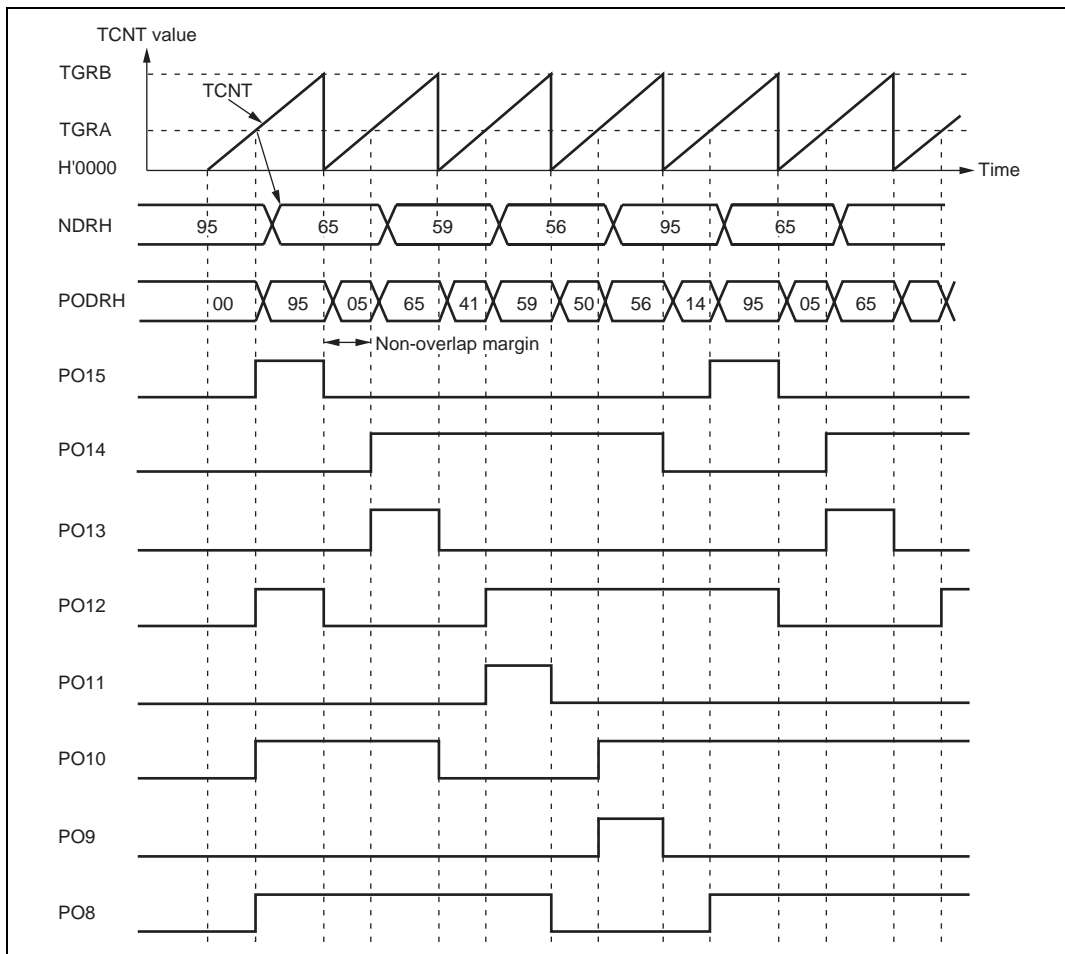 TCNT value
TGRB
TCNT
TGRA
H'0000
Time
NDRH 95 65 59 56 95 65
PODRH 00 95 05 65 41 59 50 56 14 95 05 65
Non-overlap margin
PO15
PO14
PO13
PO12
PO11
PO10
PO9
PO8